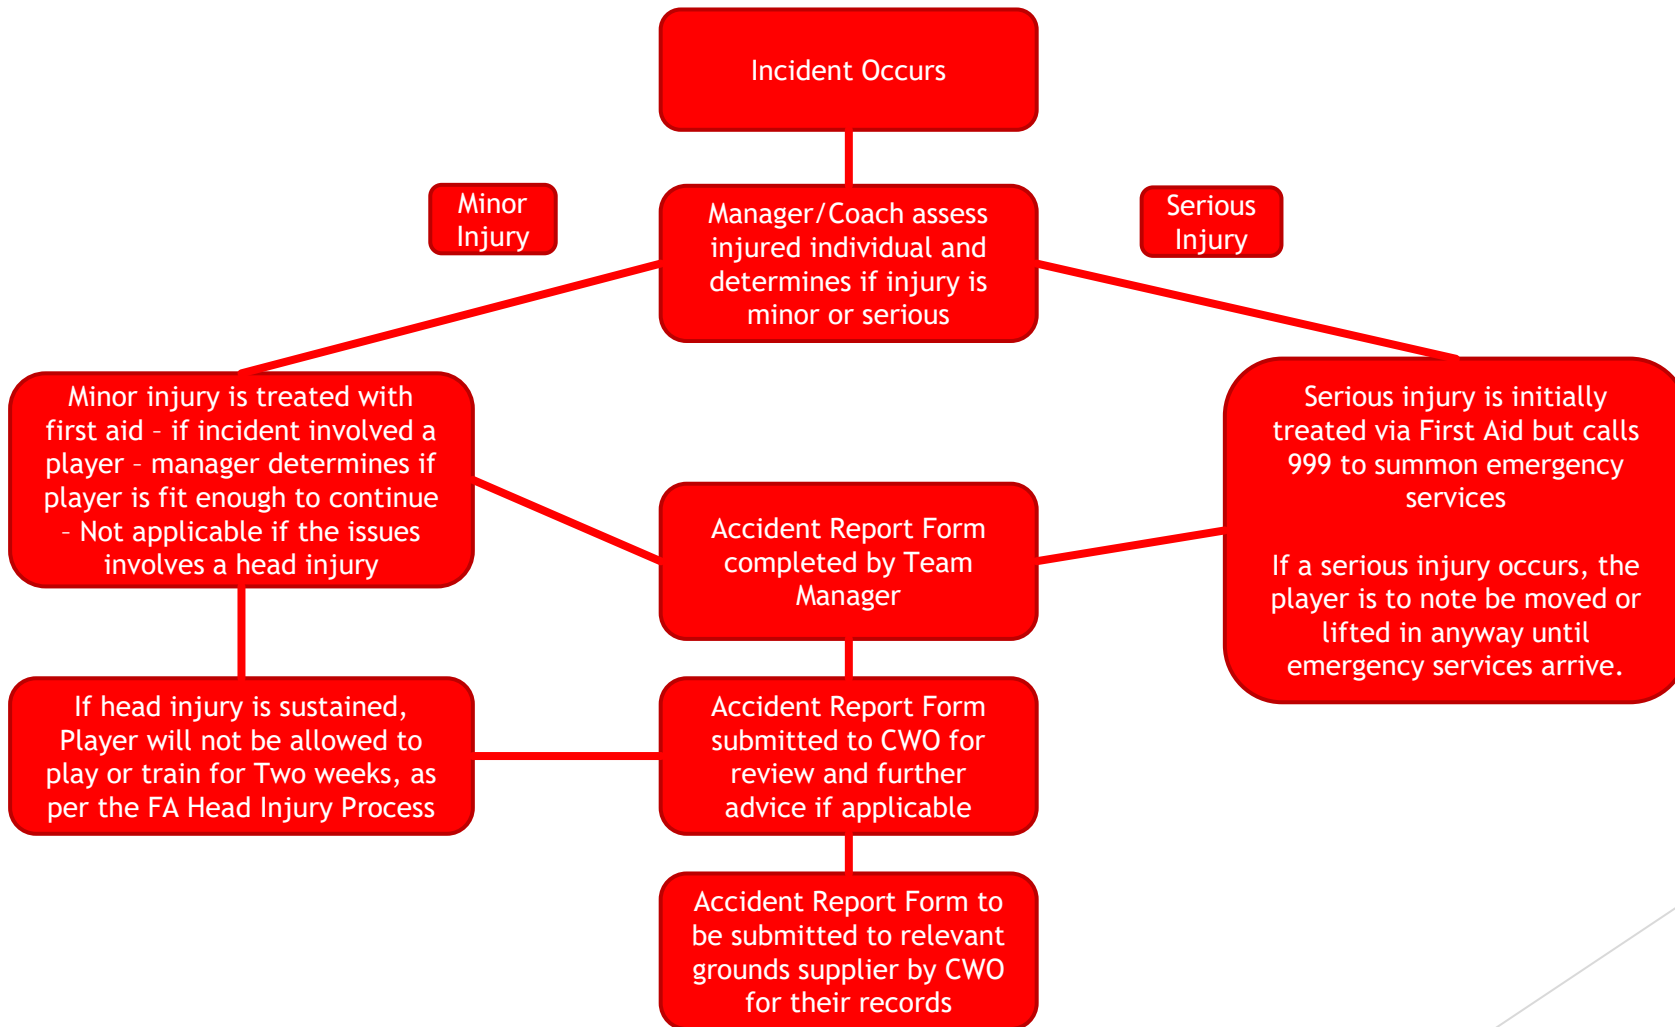 Incident Occurs
Minor
Injury
Manager/Coach assess
injured individual and
determines if injury is
minor or serious
Serious
Injury
Minor injury is treated with
first aid – if incident involved a
player – manager determines if
player is fit enough to continue
– Not applicable if the issues
involves a head injury
Serious injury is initially
treated via First Aid but calls
999 to summon emergency
services
If a serious injury occurs, the
player is to note be moved or
lifted in anyway until
emergency services arrive.
Accident Report Form
completed by Team
Manager
If head injury is sustained,
Player will not be allowed to
play or train for Two weeks, as
per the FA Head Injury Process
Accident Report Form
submitted to CWO for
review and further
advice if applicable
Accident Report Form to
be submitted to relevant
grounds supplier by CWO
for their records